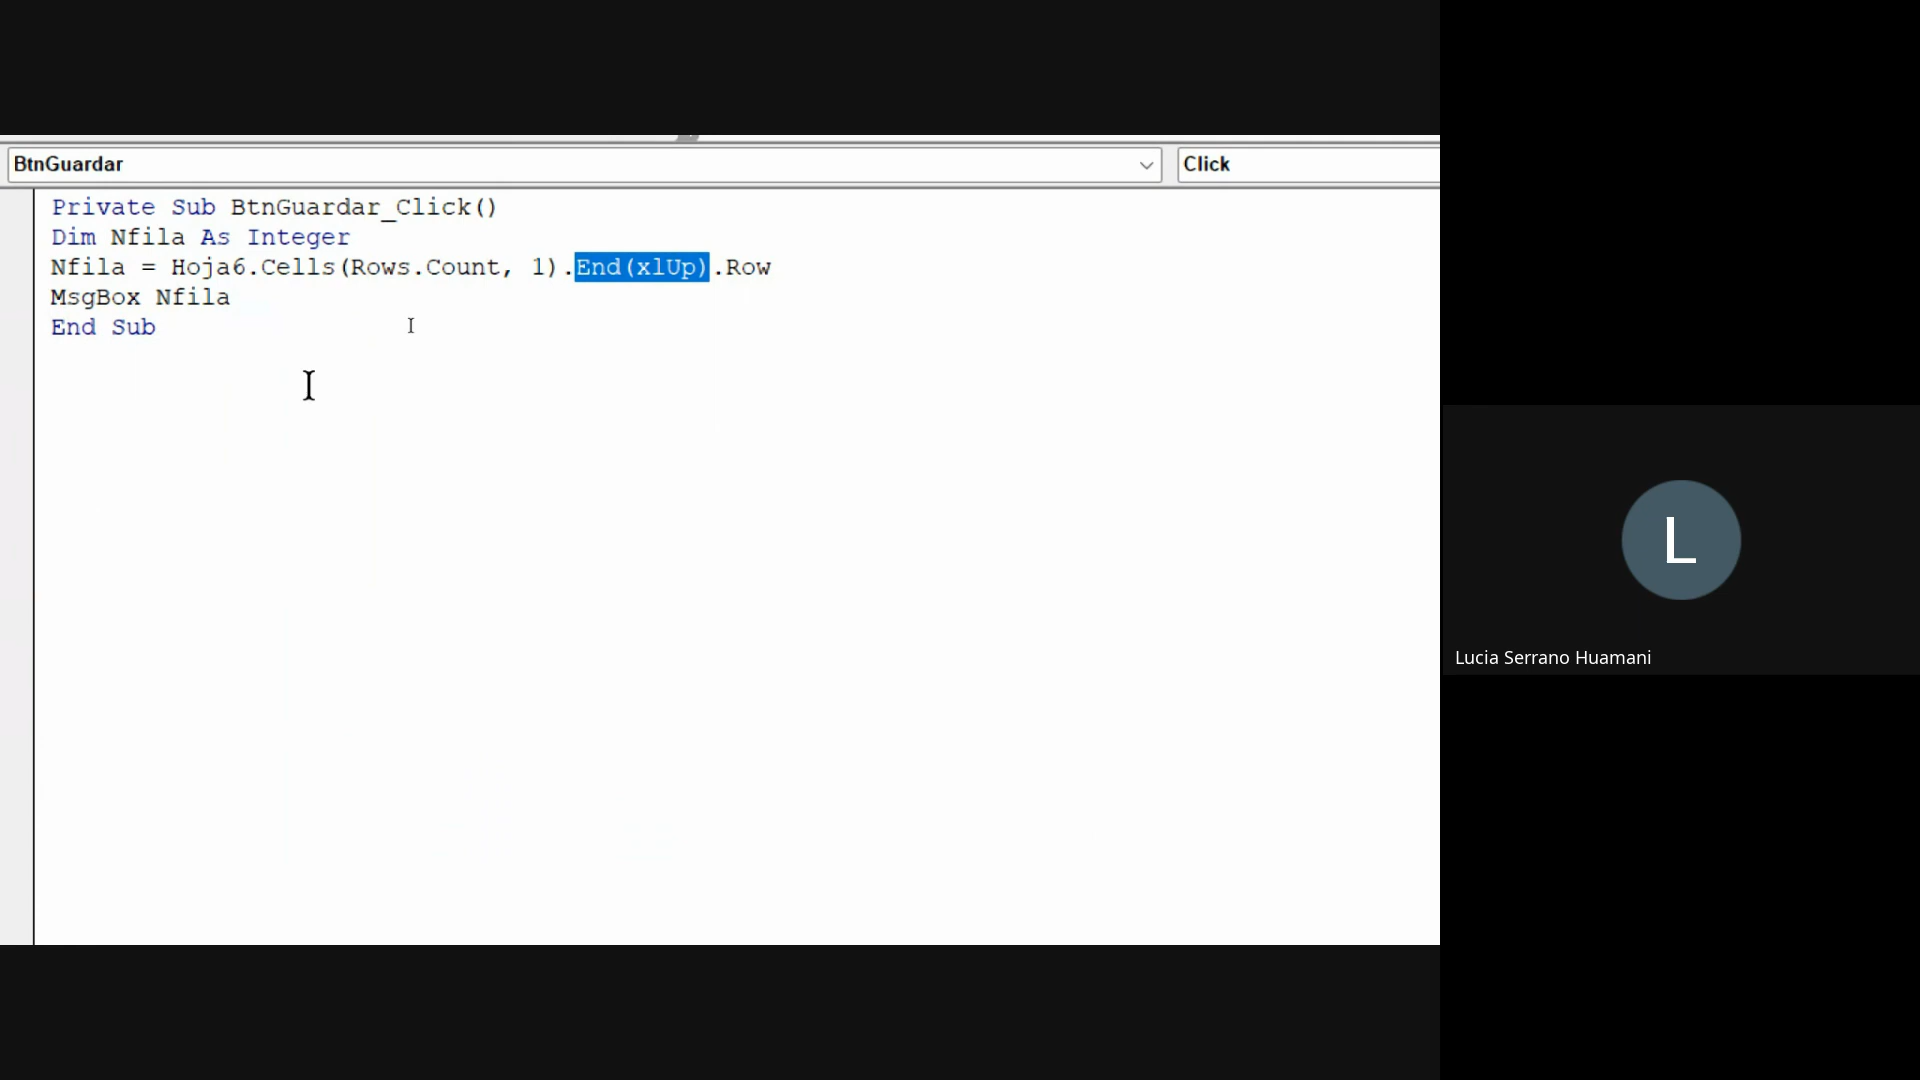 BtnGuardar
Click
Private Sub BtnGuardar_Click()
Dim Nfila As Integer
Nfila = Hoja6.Cells(Rows.Count, 1).End(xlUp).Row
MsgBox Nfila
End Sub
L
Lucia Serrano Huamani